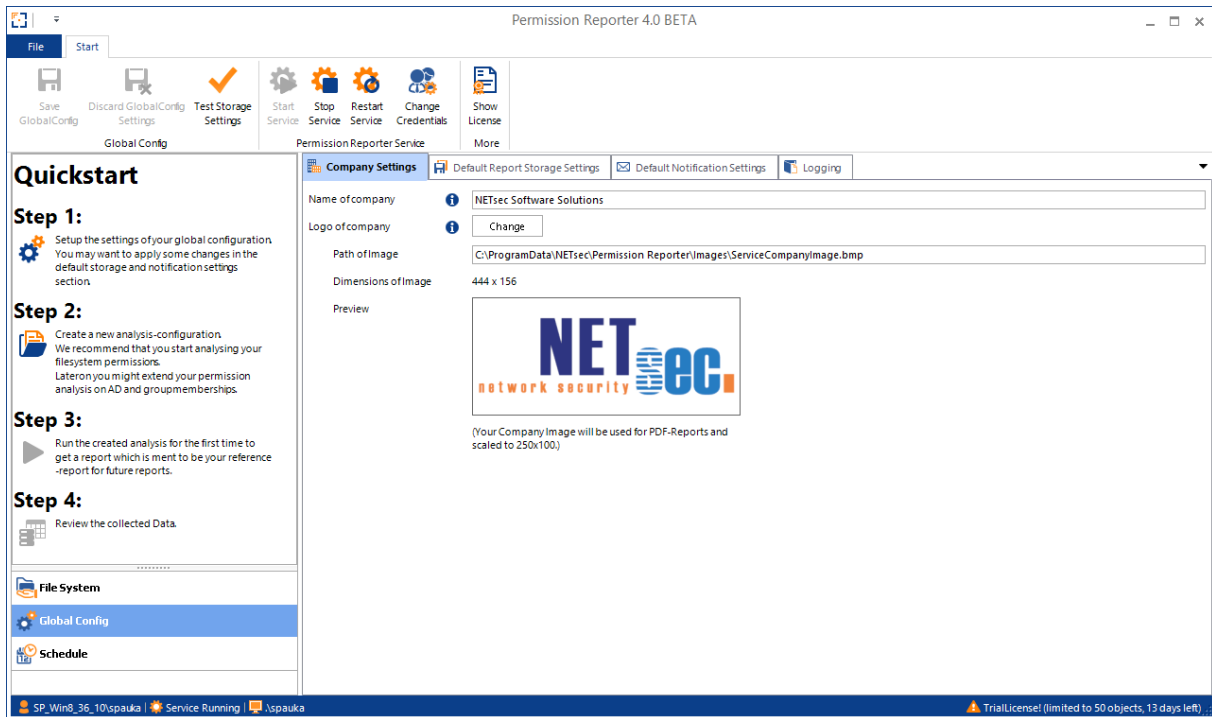 Permission Reporter 4.0 BETA
File
Start
Save GlobalConfig
Discard GlobalConfig Settings
Test Storage Settings
Start Service
Stop Service
Restart Service
Change Credentials
Show License
Global Config
Permission Reporter Service
More
Quickstart
Step 1:
Setup the settings of your global configuration.
You may want to apply some changes in the
default storage and notification settings
section.
Step 2:
Create a new analysis-configuration.
We recommend that you start analysing your
filesystem permissions.
Lateron you might extend your permission
analysis on AD and groupmemberships.
Step 3:
Run the created analysis for the first time to
get a report which is ment to be your reference
-report for future reports.
Step 4:
Review the collected Data.
File System
Global Config
Schedule
Company Settings
Default Report Storage Settings
Default Notification Settings
Logging
Name of company
NETsec Software Solutions
Logo of company
Change
Path of Image
C:\ProgramData\NETsec\Permission Reporter\Images\ServiceCompanyImage.bmp
Dimensions of Image
444 x 156
Preview
NETsec
network security
(Your Company Image will be used for PDF-Reports and
scaled to 250x100.)
SP_Win8_36_10\spauka | Service Running | .\spauka
TrialLicense! (limited to 50 objects, 13 days left)